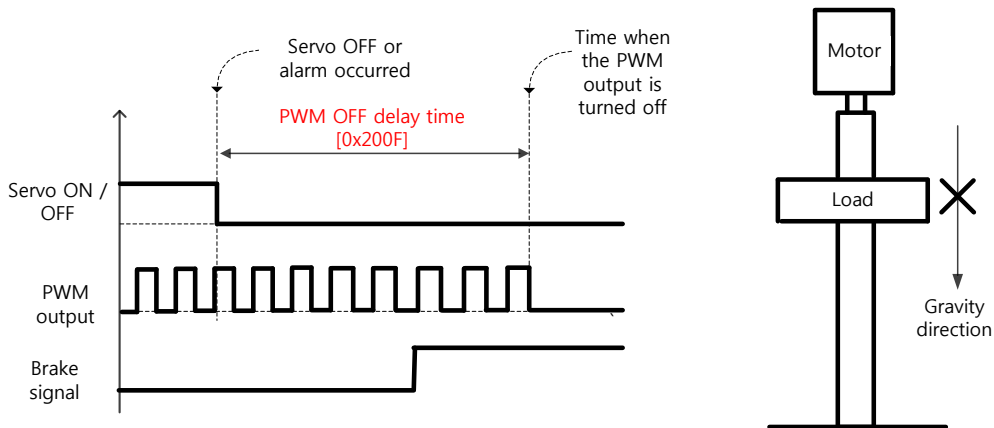 Servo OFF or
alarm occurred
Time when
the PWM
output is
turned off
PWM OFF delay time
[0x200F]
Servo ON /
OFF
PWM
output
Brake
signal
Motor
Load
Gravity
direction